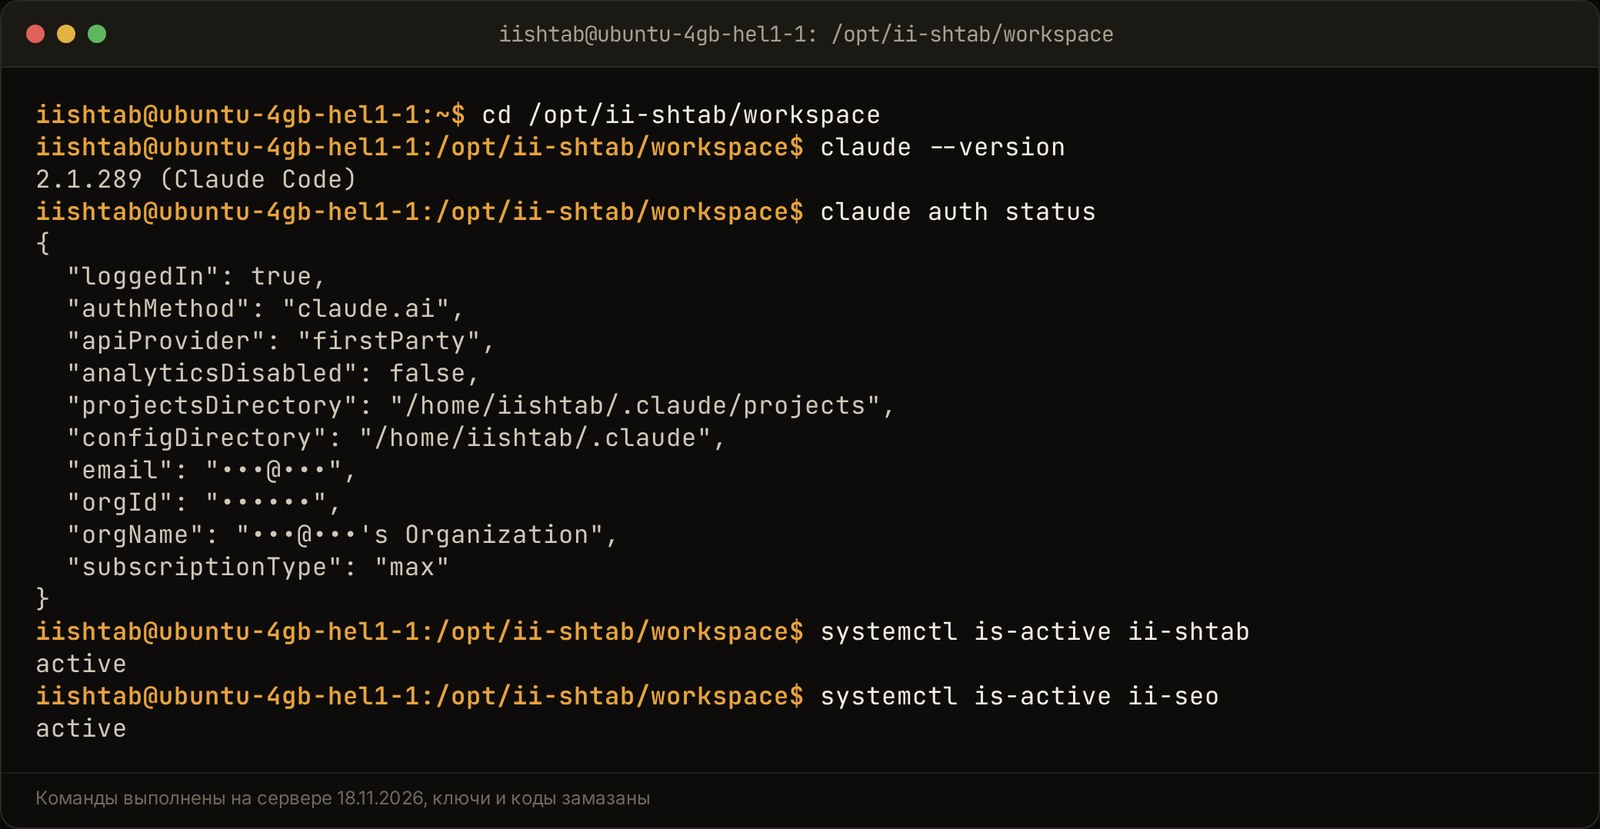 iishtab@ubuntu-4gb-hel1-1: /opt/ii-shtab/workspace
iishtab@ubuntu-4gb-hel1-1:~$ cd /opt/ii-shtab/workspace
iishtab@ubuntu-4gb-hel1-1:/opt/ii-shtab/workspace$ claude --version
2.1.289 (Claude Code)
iishtab@ubuntu-4gb-hel1-1:/opt/ii-shtab/workspace$ claude auth status
{
  "loggedIn": true,
  "authMethod": "claude.ai",
  "apiProvider": "firstParty",
  "analyticsDisabled": false,
  "projectsDirectory": "/home/iishtab/.claude/projects",
  "configDirectory": "/home/iishtab/.claude",
  "email": "•••@•••",
  "orgId": "••••••",
  "orgName": "•••@•••'s Organization",
  "subscriptionType": "max"
}
iishtab@ubuntu-4gb-hel1-1:/opt/ii-shtab/workspace$ systemctl is-active ii-shtab
active
iishtab@ubuntu-4gb-hel1-1:/opt/ii-shtab/workspace$ systemctl is-active ii-seo
active
Команды выполнены на сервере 18.11.2026, ключи и коды замазаны